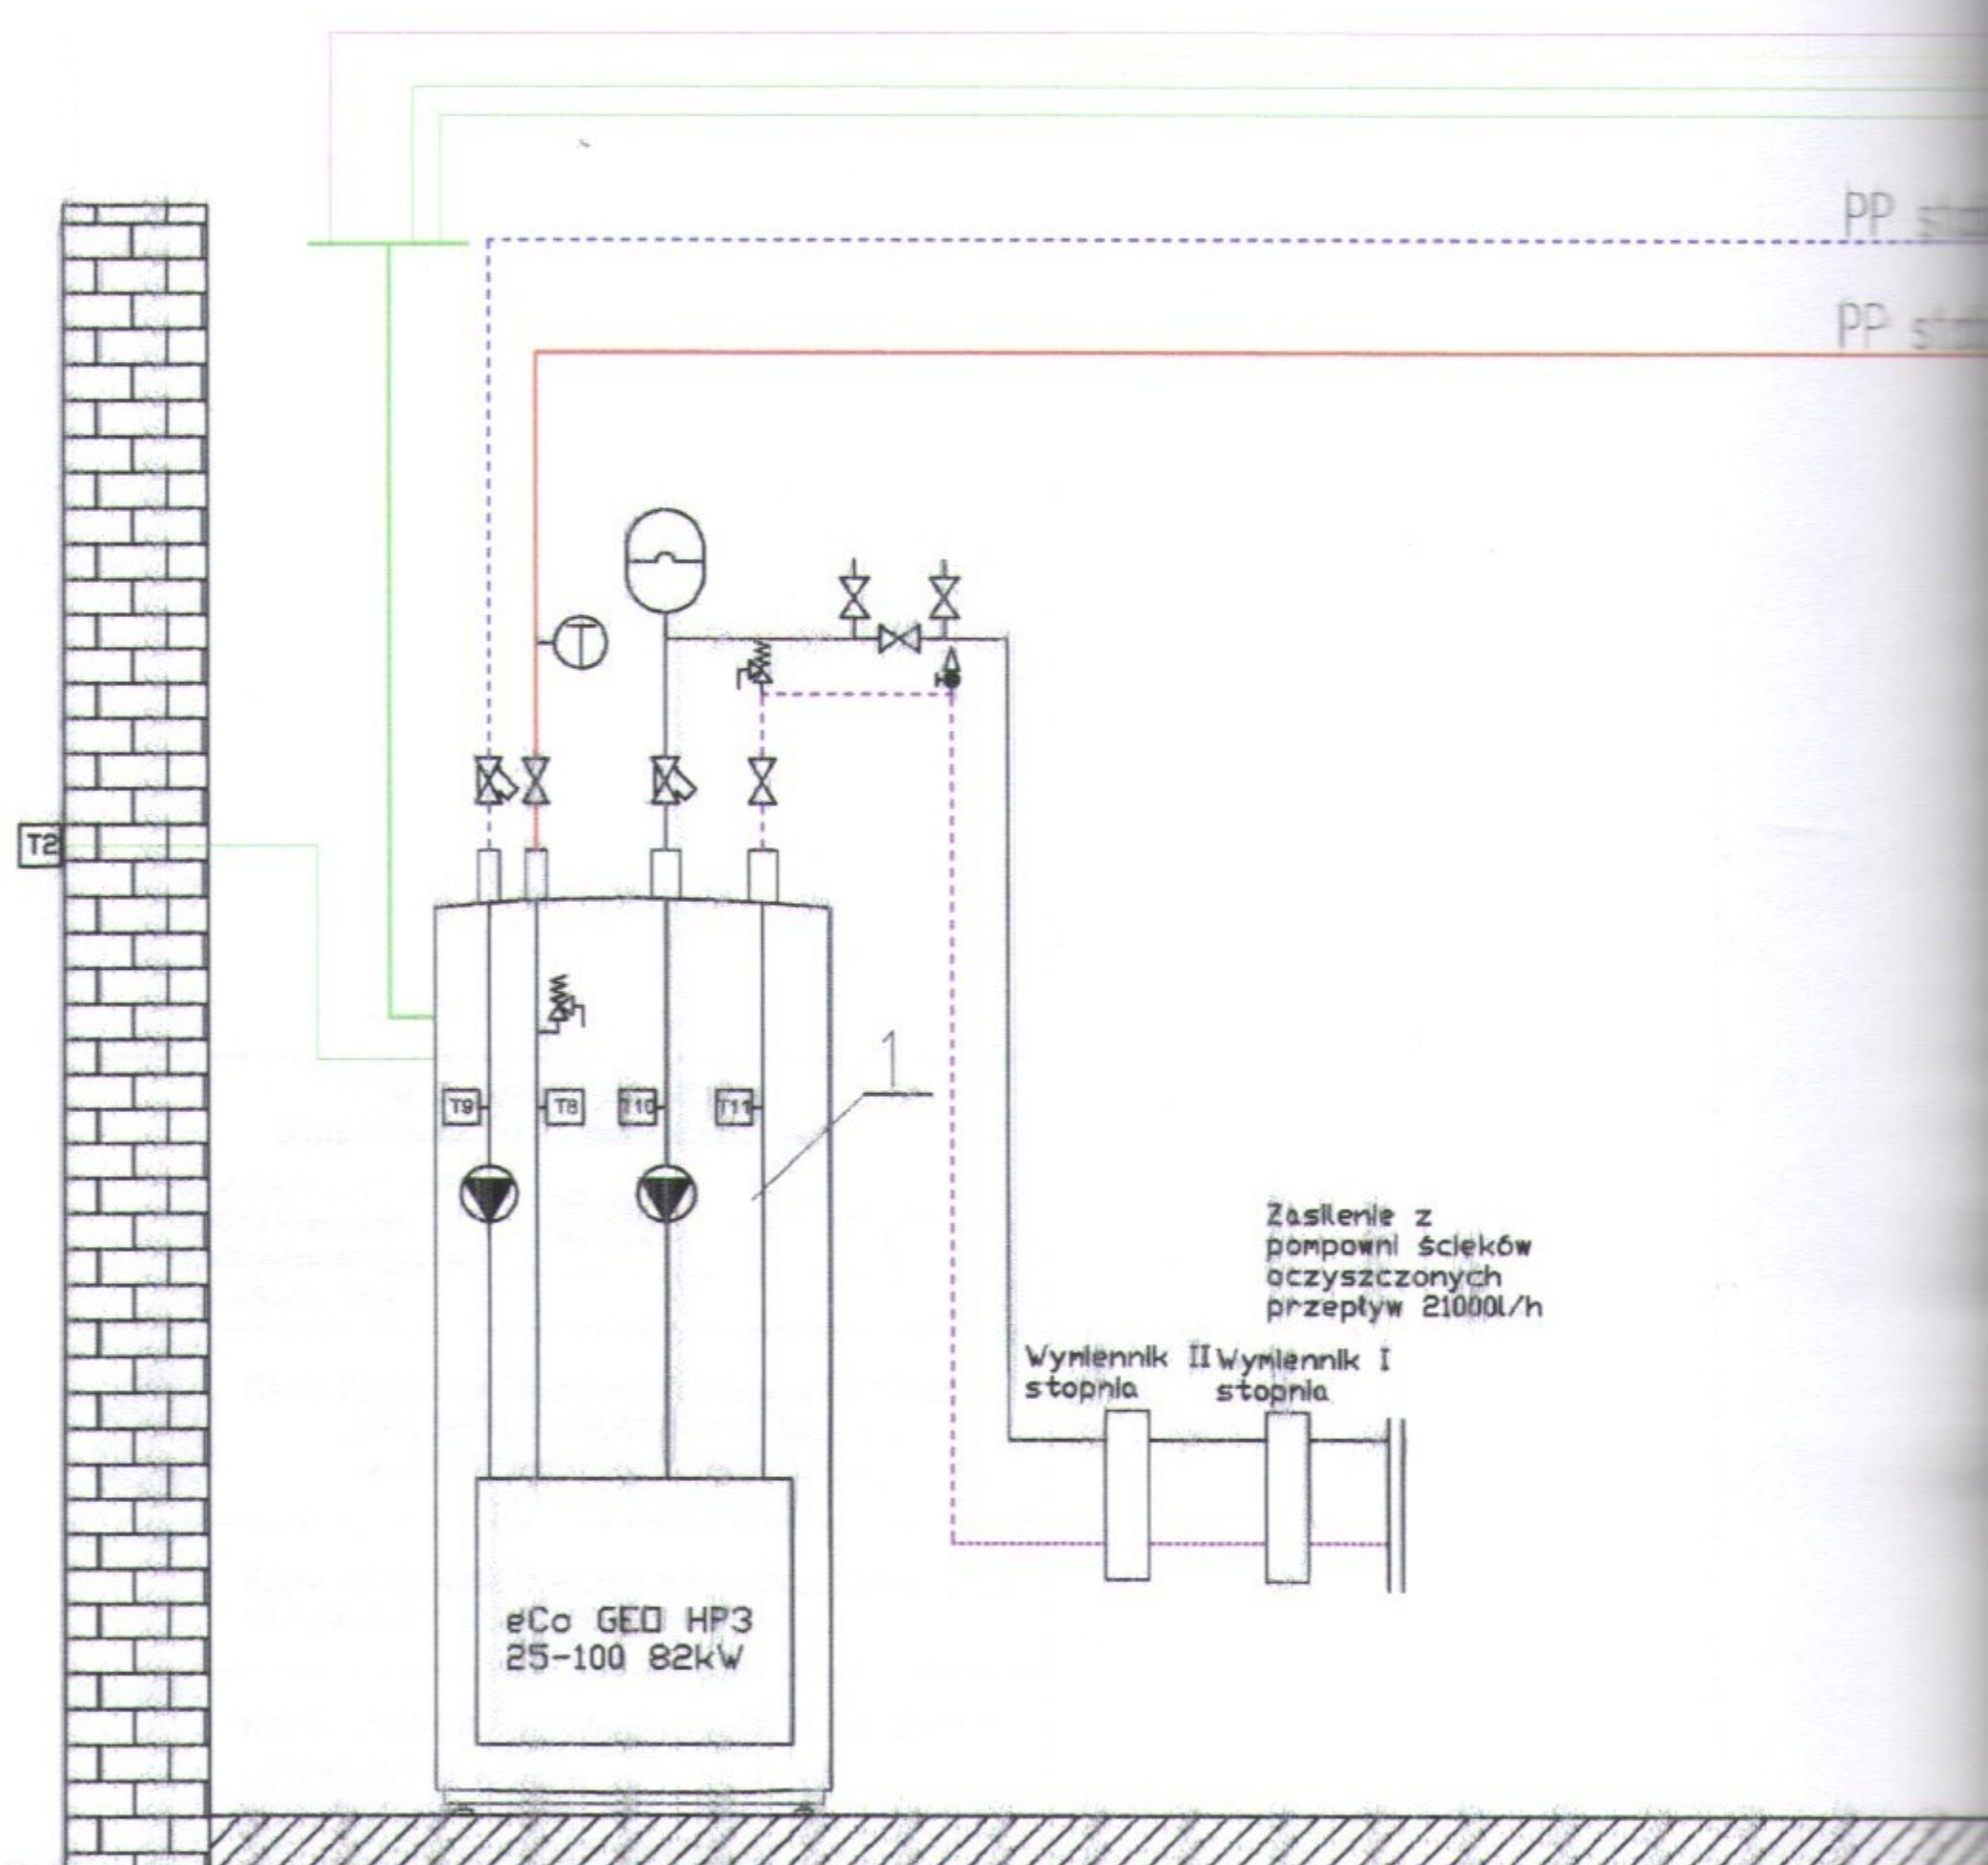 PP
PP
T2
T
1
T9
T8
T10
T11
Zasilenie z
pompowni ścieków
oczyszczonych
przepływ 21000l/h
Wymiennik II
stopnia
Wymiennik I
stopnia
eCo GEO HP3
25-100 82kW